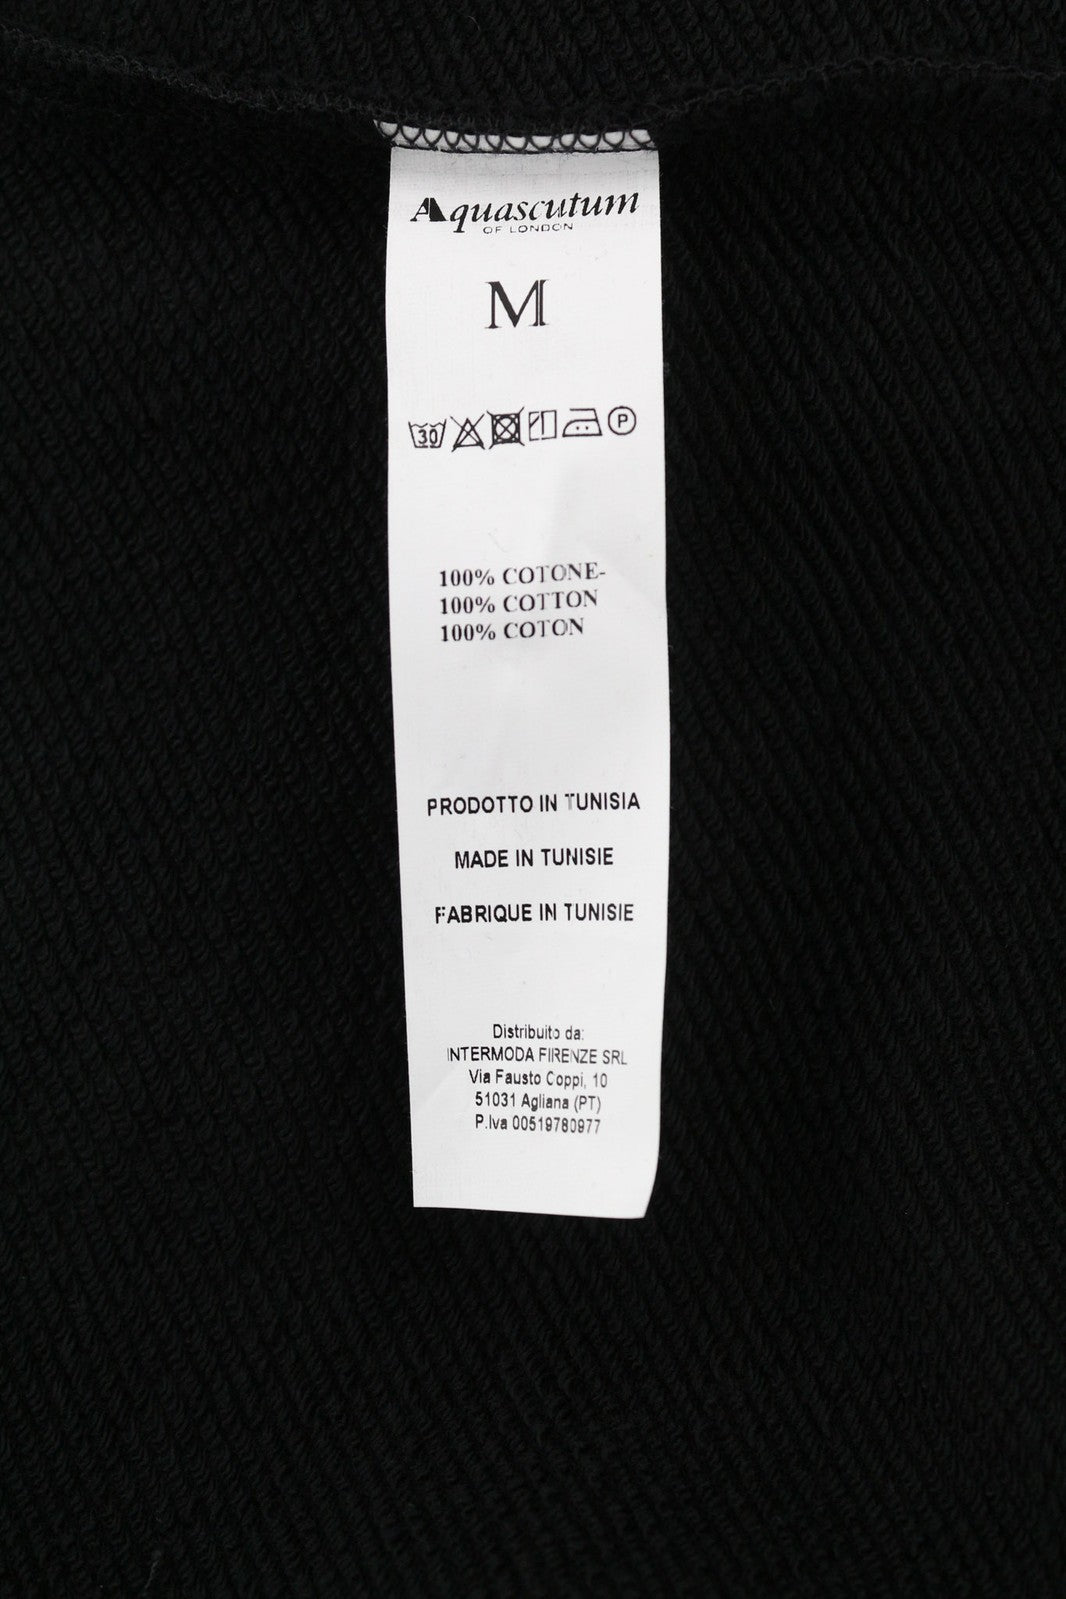 Aquascutum
OF LONDON
M
30 P
100% COTONE-
100% COTTON
100% COTON
PRODOTTO IN TUNISIA
MADE IN TUNISIE
FABRIQUE IN TUNISIE
Distribuito da:
INTERMODA FIRENZE SRL
Via Fausto Coppi, 10
51031 Agliana (PT)
P.Iva 00519780977